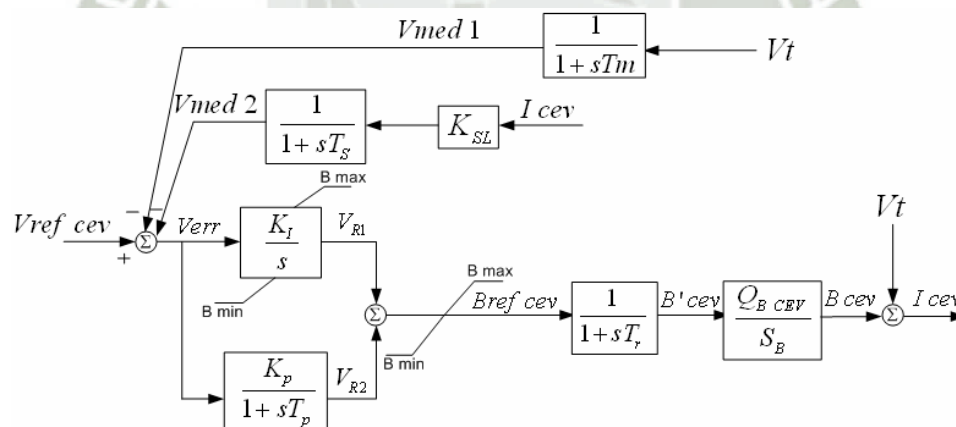 Vmed 1
1
1 + sTm
Vt
Vmed 2
1
1 + sT_S
K_SL
I cev
B max
Vref cev
−
−
+
Σ
Verr
K_I
s
V_R1
B min
Σ
B max
Bref cev
B min
1
1+sT_r
B' cev
Q_B CEV
S_B
B cev
Vt
Σ
I cev
K_p
1 + sT_p
V_R2